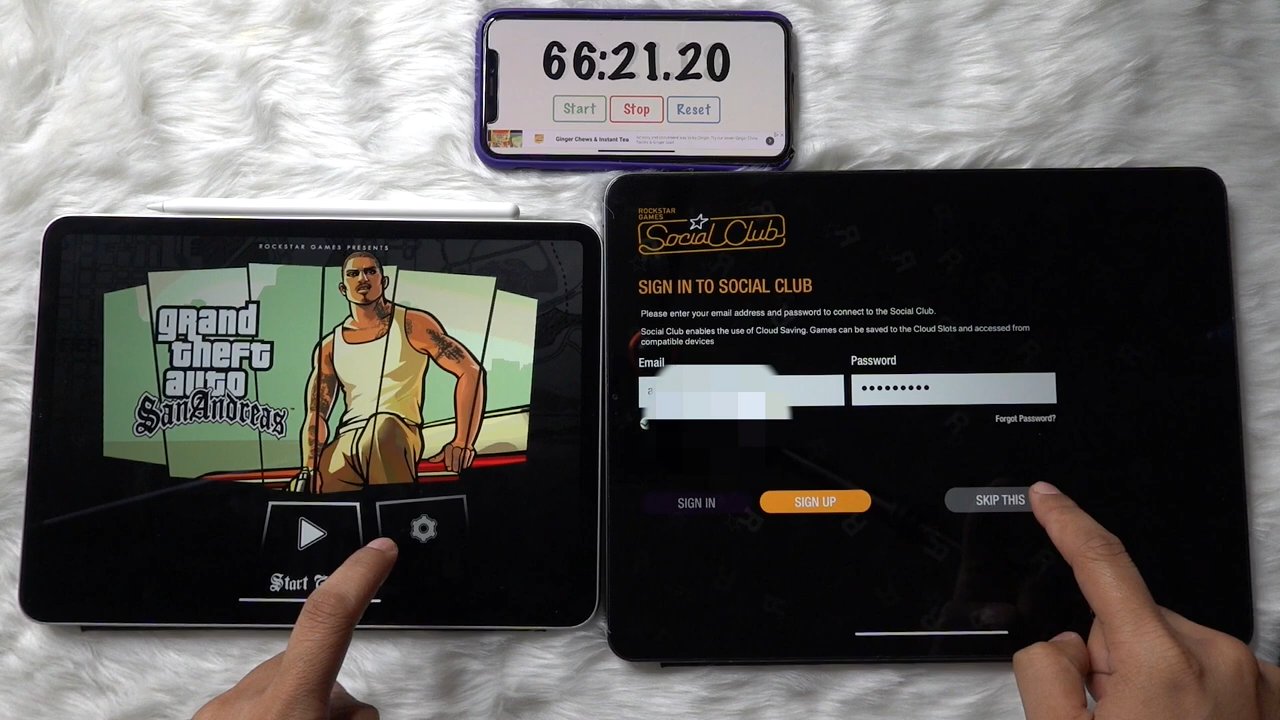 66:21.20
Start
Stop
Reset
Ginger Chews & Instant Tea
ROCKSTAR GAMES PRESENTS
grand
theft
auto
San Andreas
Start
ROCKSTAR
GAMES
Social Club
SIGN IN TO SOCIAL CLUB
Please enter your email address and password to connect to the Social Club.
Social Club enables the use of Cloud Saving. Games can be saved to the Cloud Slots and accessed from
compatible devices
Email
Password
Forgot Password?
SIGN IN
SIGN UP
SKIP THIS